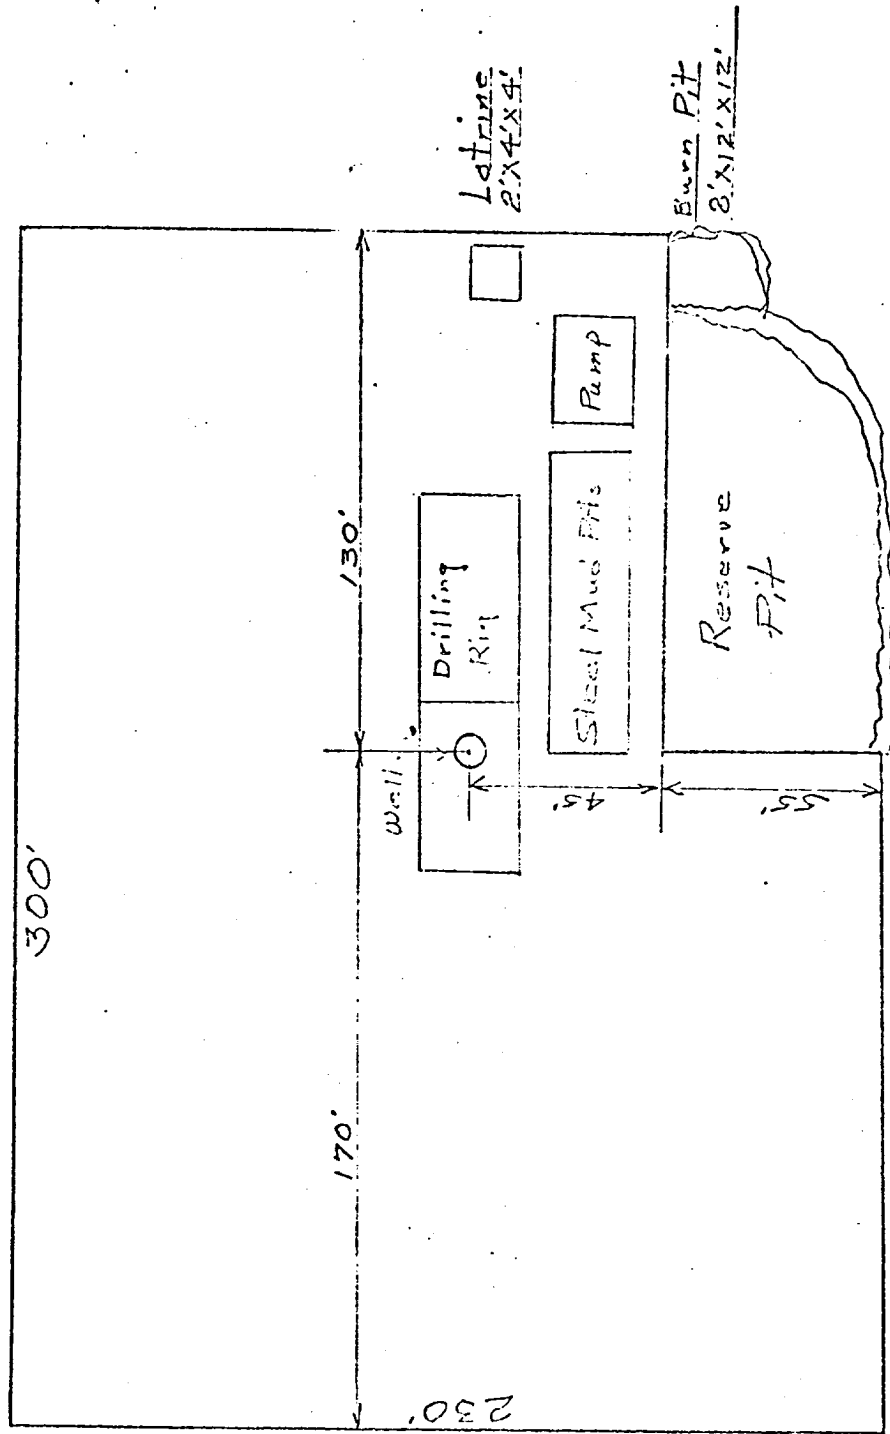 300'
170'
130'
230'
Well
Drilling
Rig
45'
55'
Steel Mud Pits
Pump
Reserve
Pit
Latrine
2'x4'x4'
Burn Pit
8'x12'x12'